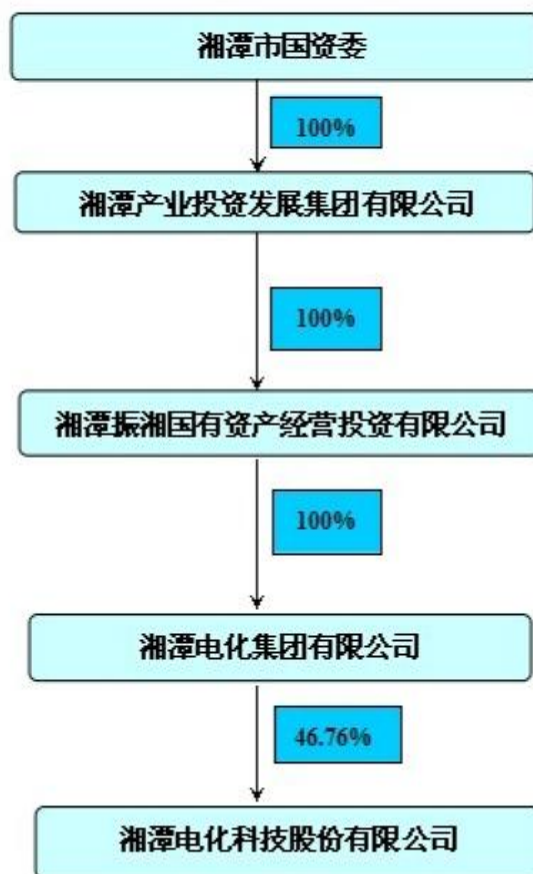 湘潭市国资委
100%
湘潭产业投资发展集团有限公司
100%
湘潭振湘国有资产经营投资有限公司
100%
湘潭电化集团有限公司
46.76%
湘潭电化科技股份有限公司